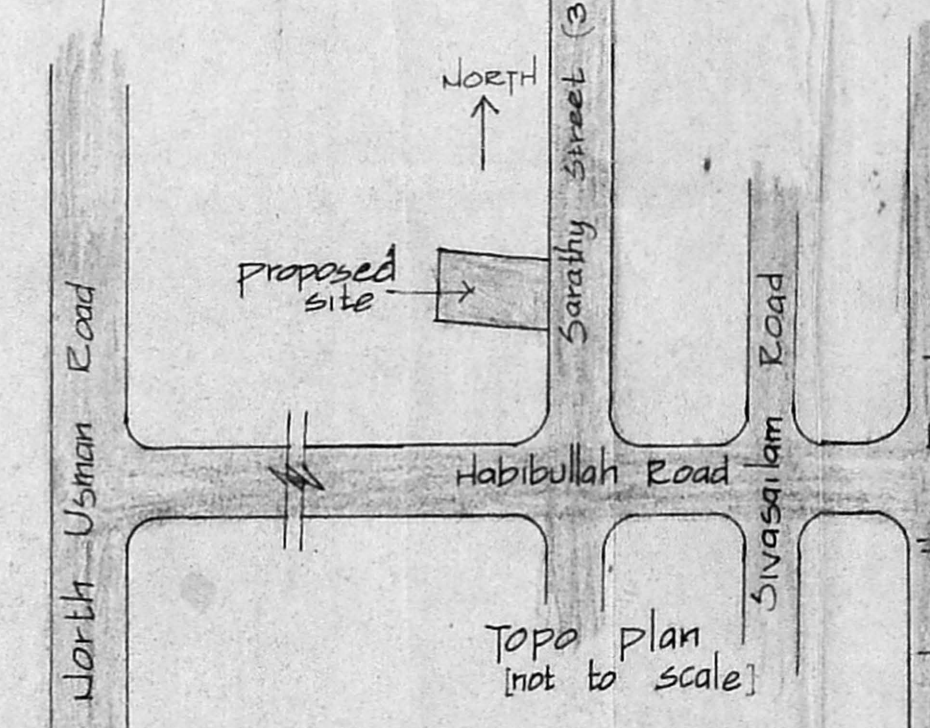 NORTH
Sarathy Street (3
proposed
site
North Usman Road
Habibullah Road
Sivasailam Road
Topo plan
[not to scale]